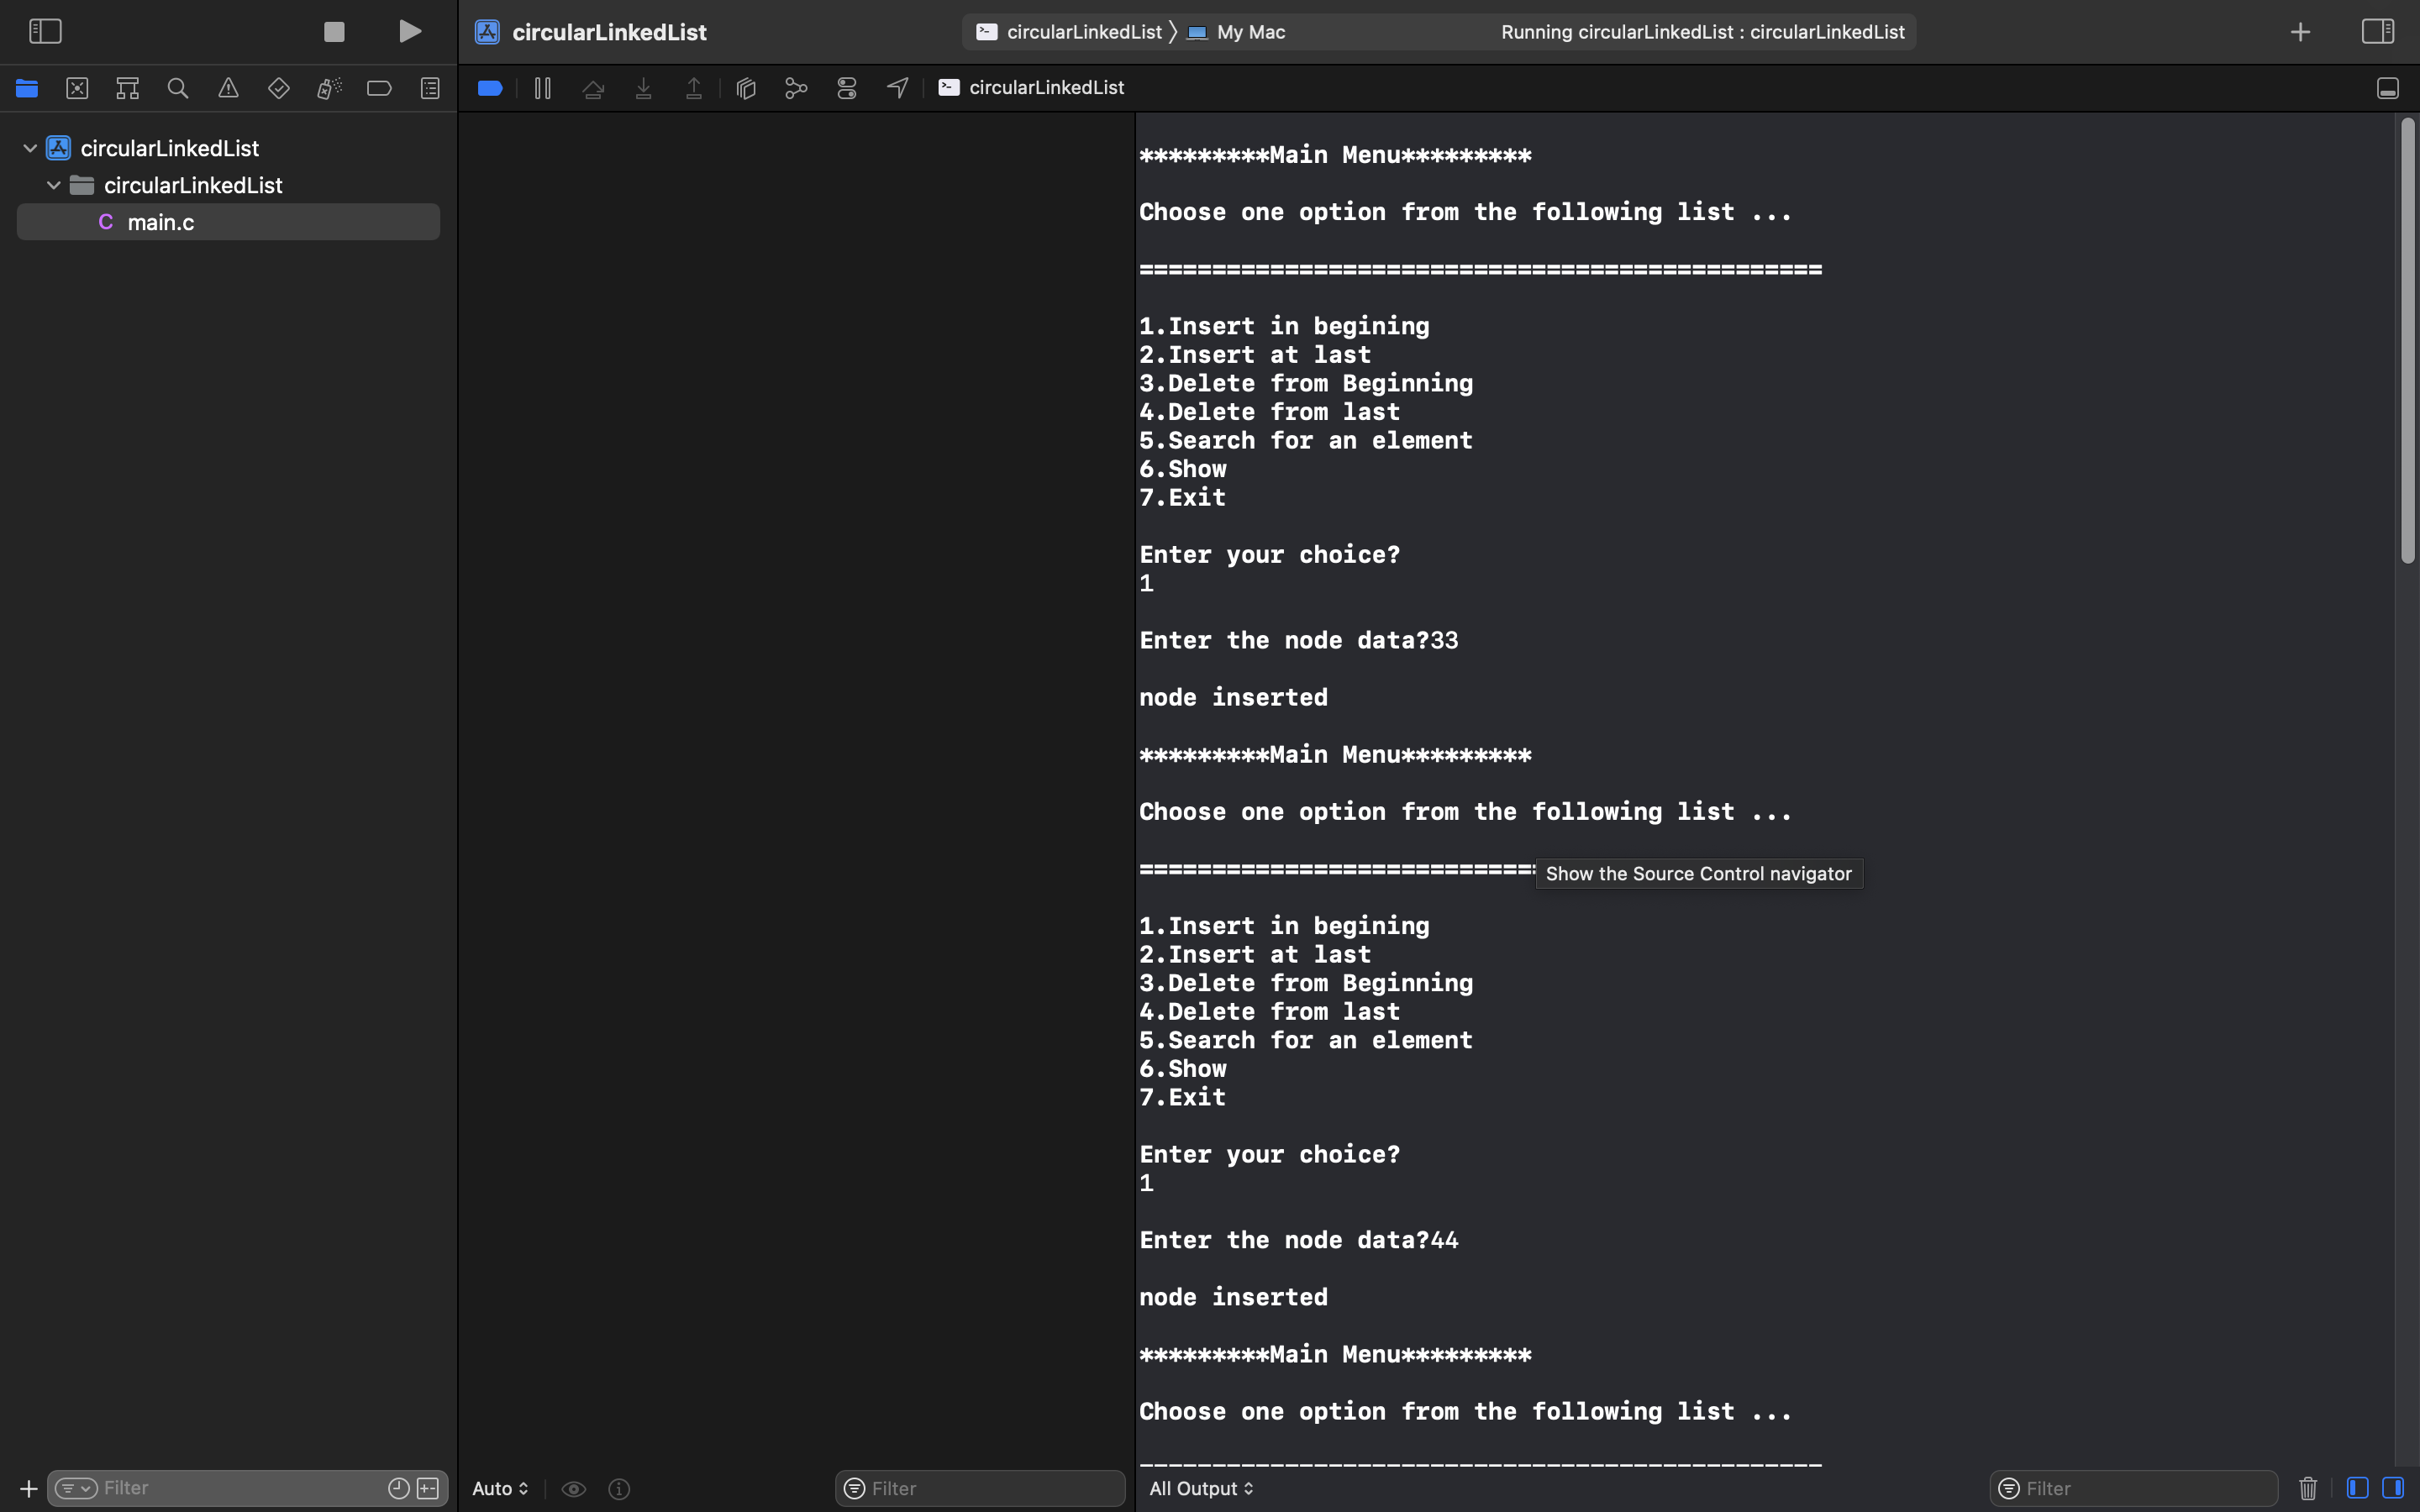 circularLinkedList
circularLinkedList
My Mac
Running circularLinkedList : circularLinkedList
circularLinkedList
circularLinkedList
circularLinkedList
C main.c
*********Main Menu*********
Choose one option from the following list ...
===============================================
1.Insert in begining
2.Insert at last
3.Delete from Beginning
4.Delete from last
5.Search for an element
6.Show
7.Exit
Enter your choice?
1
Enter the node data?33
node inserted
*********Main Menu*********
Choose one option from the following list ...
============================
Show the Source Control navigator
1.Insert in begining
2.Insert at last
3.Delete from Beginning
4.Delete from last
5.Search for an element
6.Show
7.Exit
Enter your choice?
1
Enter the node data?44
node inserted
*********Main Menu*********
Choose one option from the following list ...
Filter
Auto
Filter
All Output
Filter